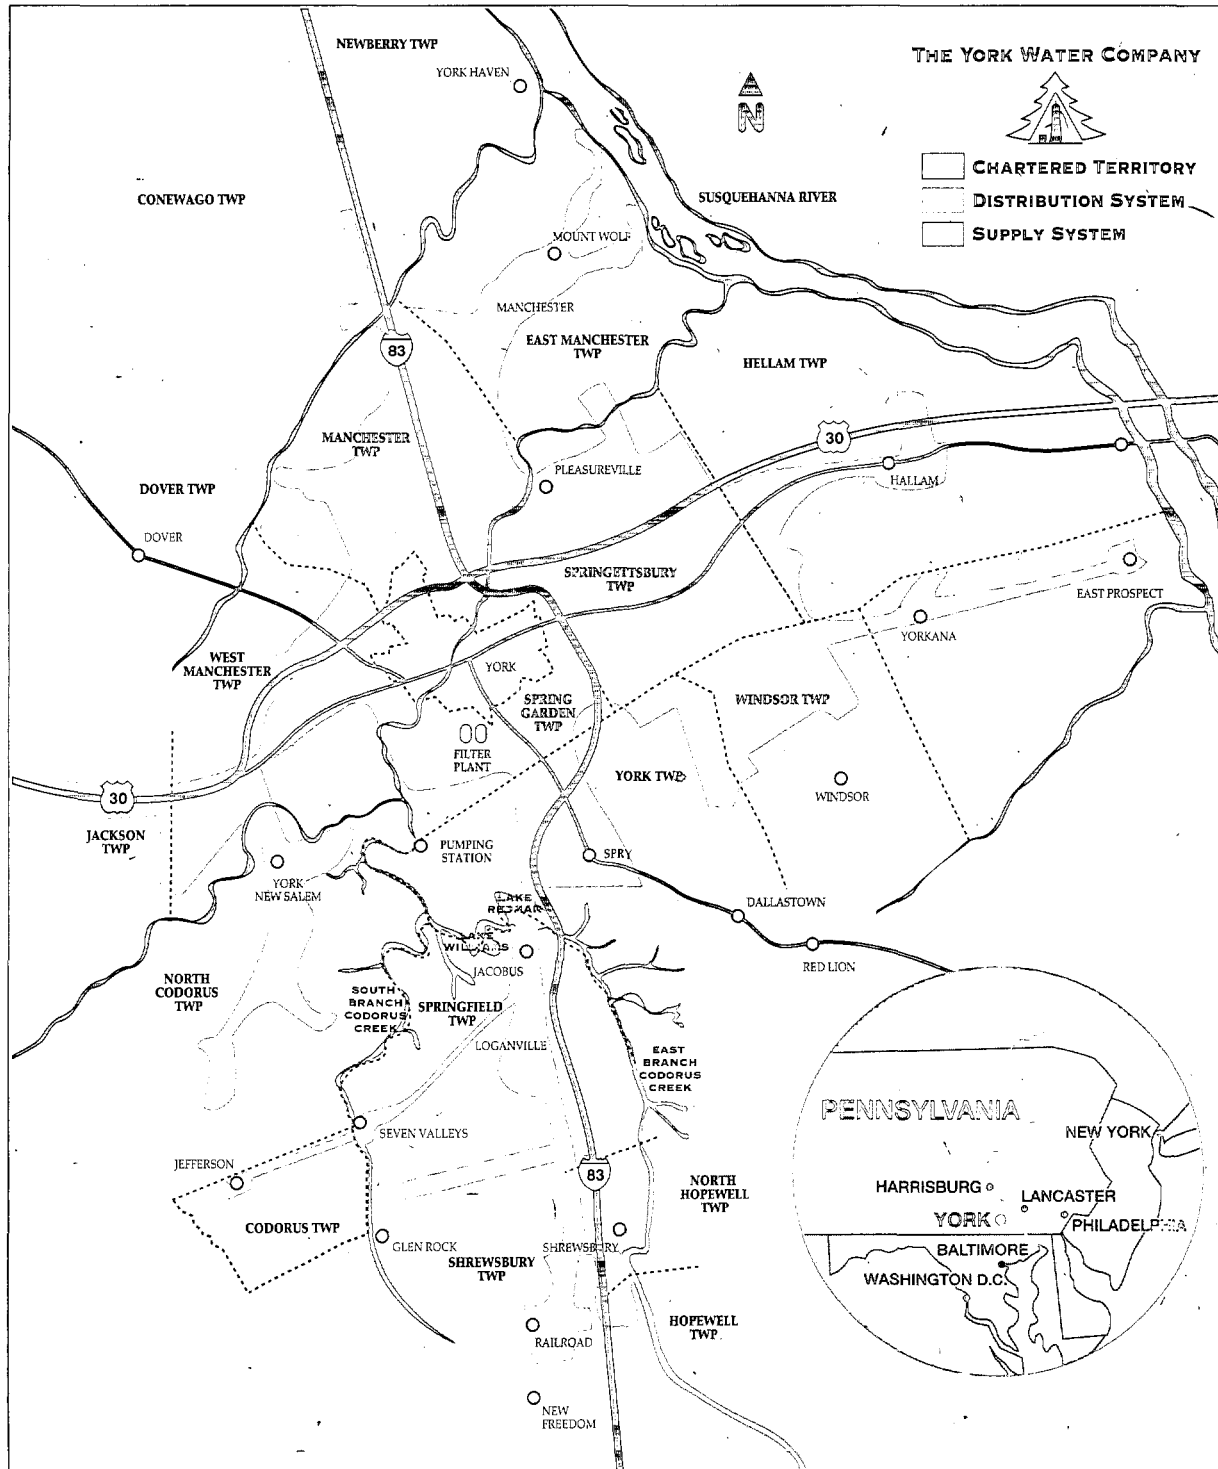 NEWBERRY TWP
YORK HAVEN
THE YORK WATER COMPANY
N
CHARTERED TERRITORY
DISTRIBUTION SYSTEM
SUPPLY SYSTEM
CONEWAGO TWP
SUSQUEHANNA RIVER
MOUNT WOLF
MANCHESTER
EAST MANCHESTER
TWP
83
HELLAM TWP
MANCHESTER
TWP
30
PLEASUREVILLE
HALLAM
DOVER TWP
DOVER
SPRINGETTSBURY
TWP
EAST PROSPECT
YORKANA
WEST
MANCHESTER
TWP
YORK
SPRING
GARDEN
TWP
WINDSOR TWP
FILTER
PLANT
YORK TWP
WINDSOR
30
JACKSON
TWP
PUMPING
STATION
SPRY
YORK
NEW SALEM
LAKE
REDMAN
DALLASTOWN
LAKE
WILLIAMS
JACOBUS
RED LION
NORTH
CODORUS
TWP
SOUTH
BRANCH
CODORUS
CREEK
SPRINGFIELD
TWP
LOGANVILLE
EAST
BRANCH
CODORUS
CREEK
SEVEN VALLEYS
JEFFERSON
83
NORTH
HOPEWELL
TWP
CODORUS TWP
GLEN ROCK
SHREWSBURY
SHREWSBURY
TWP
HOPEWELL
TWP
RAILROAD
NEW
FREEDOM
PENNSYLVANIA
NEW YORK
HARRISBURG
LANCASTER
YORK
PHILADELPHIA
BALTIMORE
WASHINGTON D.C.